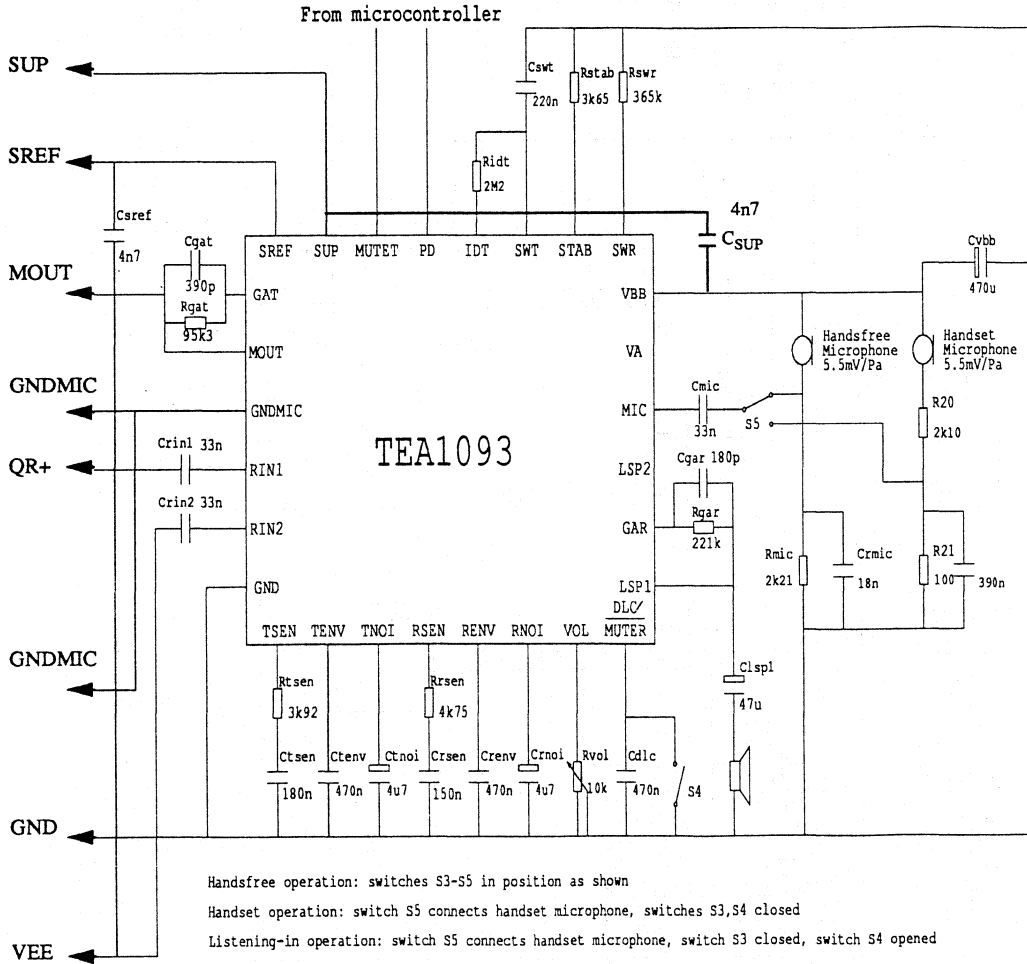 From microcontroller
SUP
Cswt
220n
Rstab
3k65
Rswr
365k
SREF
Ridt
2M2
Csref
4n7
4n7
CSUP
Cgat
390p
Rgat
95k3
MOUT
SREF SUP MUTET PD IDT SWT STAB SWR
Cvbb
470u
GAT
VBB
MOUT
VA
Handsfree
Microphone
5.5mV/Pa
Handset
Microphone
5.5mV/Pa
GNDMIC
GNDMIC
MIC
Cmic
33n
S5
R20
2k10
TEA1093
QR+
Crin1 33n
RIN1
LSP2
Cgar 180p
Crin2 33n
RIN2
GAR
Rgar
221k
Rmic
2k21
Crmic
18n
R21
100
390n
GND
LSP1
DLC/
TSEN TENV TNOI RSEN RENV RNOI VOL MUTER
GNDMIC
Rtsen
3k92
Rrsen
4k75
Clsp1
47u
Ctsen
180n
Ctenv
470n
Ctnoi
4u7
Crsen
150n
Crenv
470n
Crnoi
4u7
Rvol
10k
Cdlc
470n
S4
GND
Handsfree operation: switches S3-S5 in position as shown
Handset operation: switch S5 connects handset microphone, switches S3,S4 closed
Listening-in operation: switch S5 connects handset microphone, switch S3 closed, switch S4 opened
VEE